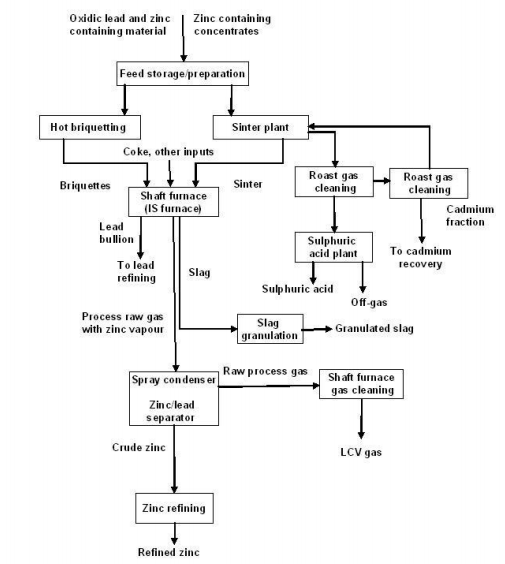 Oxidic lead and zinc
containing material
Zinc containing
concentrates
Feed storage/preparation
Hot briquetting
Sinter plant
Coke, other inputs
Roast gas
cleaning
Roast gas
cleaning
Briquettes
Sinter
Shaft furnace
(IS furnace)
Cadmium
fraction
Lead
bullion
Sulphuric
acid plant
To cadmium
recovery
To lead
refining
Slag
Sulphuric acid
Off-gas
Process raw gas
with zinc vapour
Slag
granulation
Granulated slag
Raw process gas
Spray condenser
Zinc/lead
separator
Shaft furnace
gas cleaning
Crude zinc
LCV gas
Zinc refining
Refined zinc